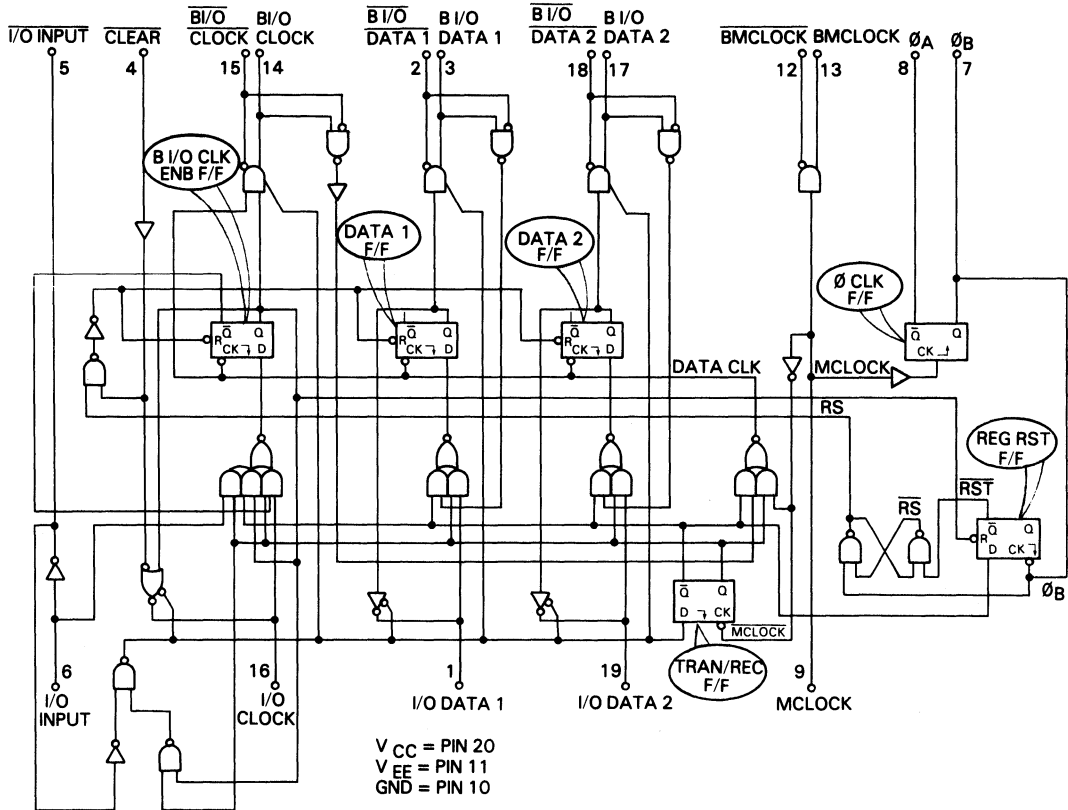 I/O INPUT
5
CLEAR
4
B I/O CLOCK
BI/O CLOCK
15
14
B I/O DATA 1
B I/O DATA 1
2
3
B I/O DATA 2
B I/O DATA 2
18
17
BMCLOCK
BMCLOCK
12
13
ØA
8
ØB
7
B I/O CLK
ENB F/F
DATA 1
F/F
DATA 2
F/F
Ø CLK
F/F
Q Q
R
CK D
Q Q
R
CK D
Q Q
R
CK D
Q Q
CK
DATA CLK
MCLOCK
RS
REG RST
F/F
RS
RST
Q Q
R
D CK
ØB
Q Q
D CK
MCLOCK
TRAN/REC
F/F
6
I/O
INPUT
16
I/O
CLOCK
1
I/O DATA 1
19
I/O DATA 2
9
MCLOCK
V CC = PIN 20
V EE = PIN 11
GND = PIN 10